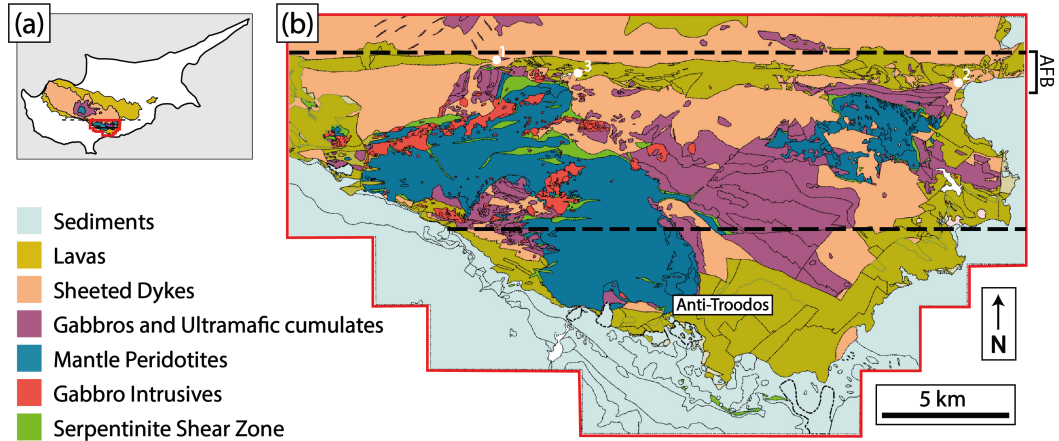 (a)
(b)
1
3
2
AFB
Sediments
Lavas
Sheeted Dykes
Gabbros and Ultramafic cumulates
Mantle Peridotites
Gabbro Intrusives
Serpentinite Shear Zone
Anti-Troodos
N
5 km